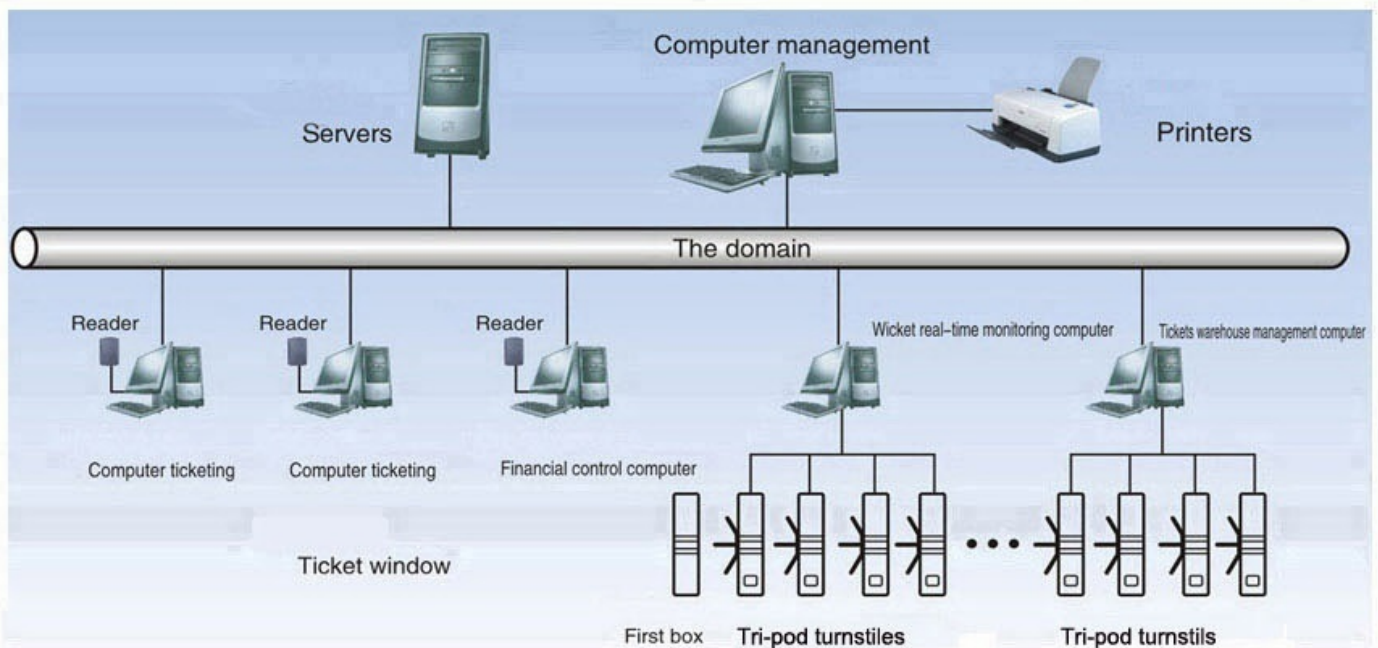 Computer management
Servers
Printers
The domain
Reader
Reader
Reader
Wicket real-time monitoring computer
Tickets warehouse management computer
Computer ticketing
Computer ticketing
Financial control computer
Ticket window
First box
Tri-pod turnstiles
Tri-pod turnstils